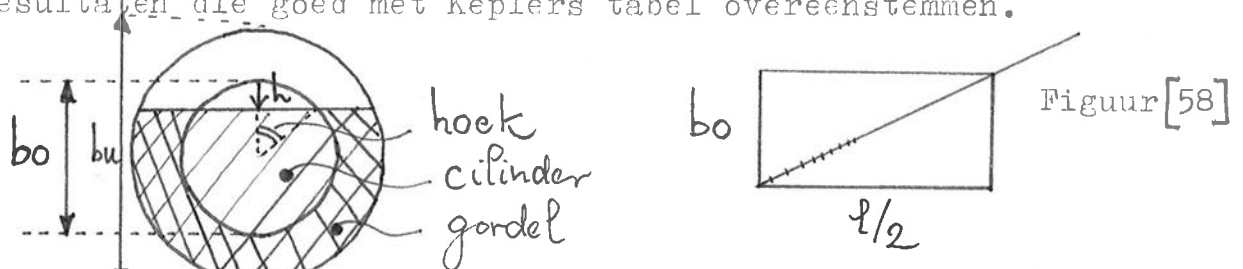 resultaten die goed met Keplers tabel overeenstemmen.
h
hoek
bo
bu
cilinder
gordel
bo
l/2
Figuur[58]